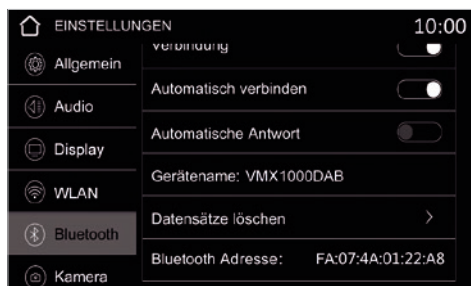 EINSTELLUNGEN 10:00
Verbindung
Allgemein
Automatisch verbinden
Audio
Automatische Antwort
Display
Gerätename: VMX1000DAB
WLAN
Datensätze löschen
Bluetooth
Bluetooth Adresse: FA:07:4A:01:22:A8
Kamera